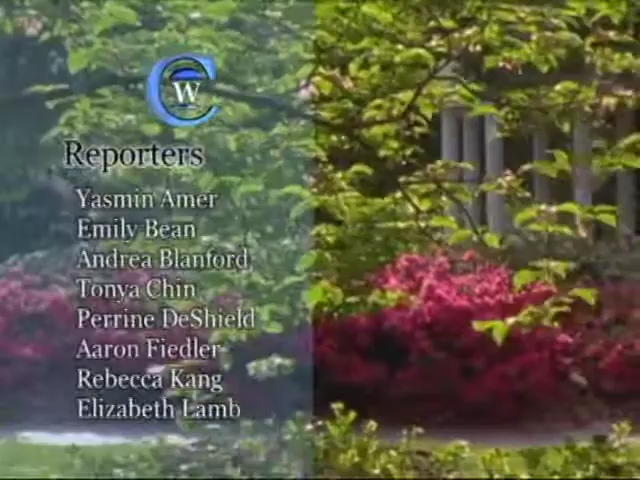 CW
Reporters
Yasmin Amer
Emily Bean
Andrea Blanford
Tonya Chin
Perrine DeShield
Aaron Fiedler
Rebecca Kang
Elizabeth Lamb